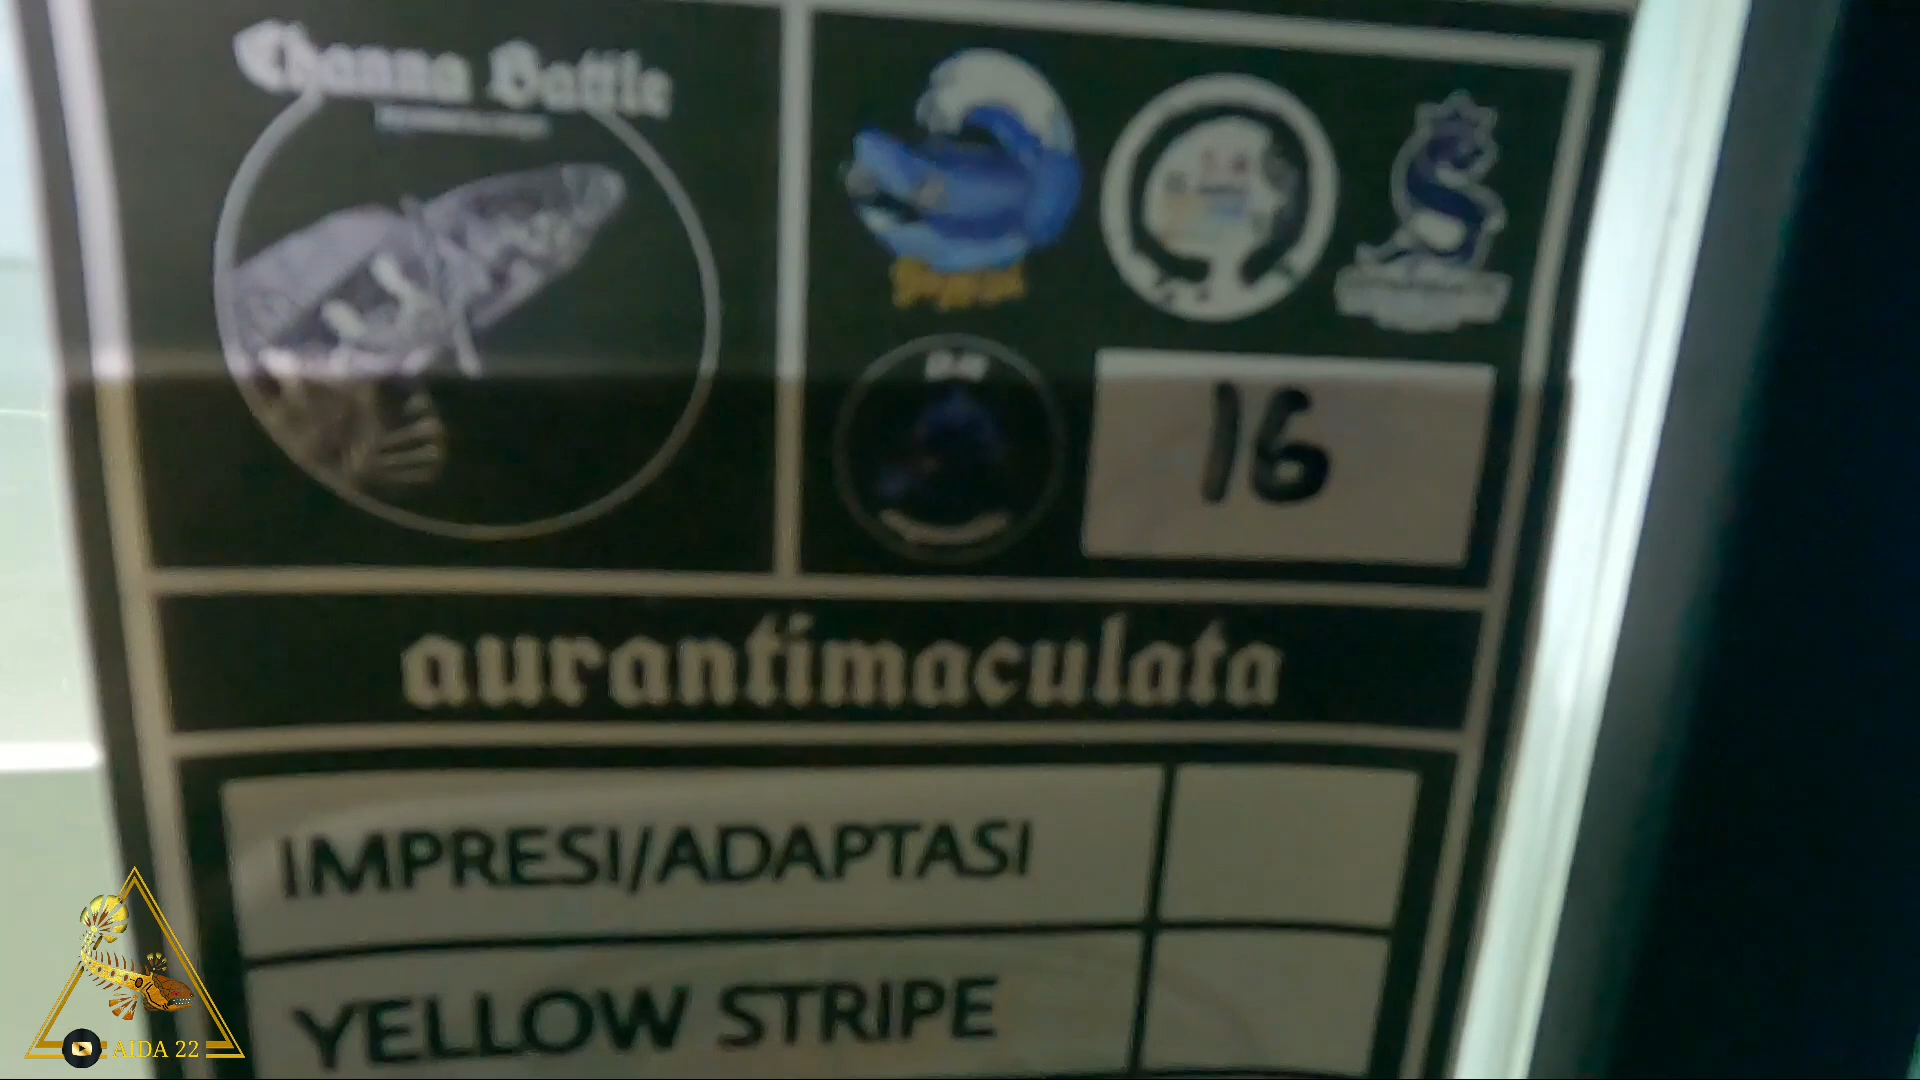 Channa Battle
16
aurantimaculata
IMPRESI/ADAPTASI
YELLOW STRIPE
AIDA 22